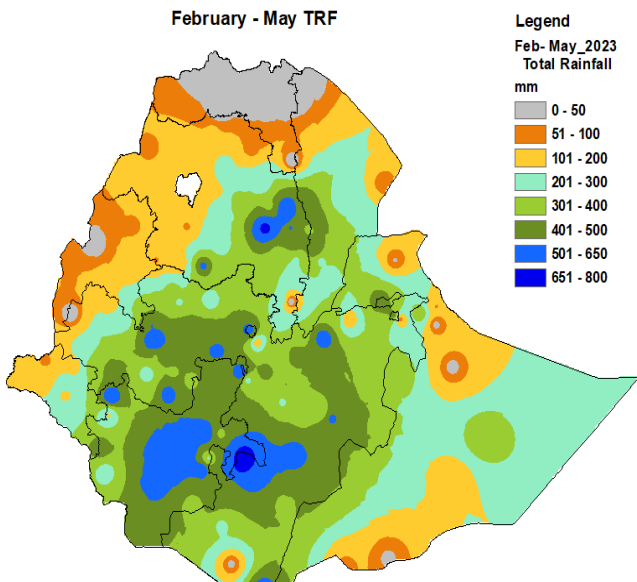 February - May TRF
Legend
Feb- May_2023
Total Rainfall
mm
0 - 50
51 - 100
101 - 200
201 - 300
301 - 400
401 - 500
501 - 650
651 - 800